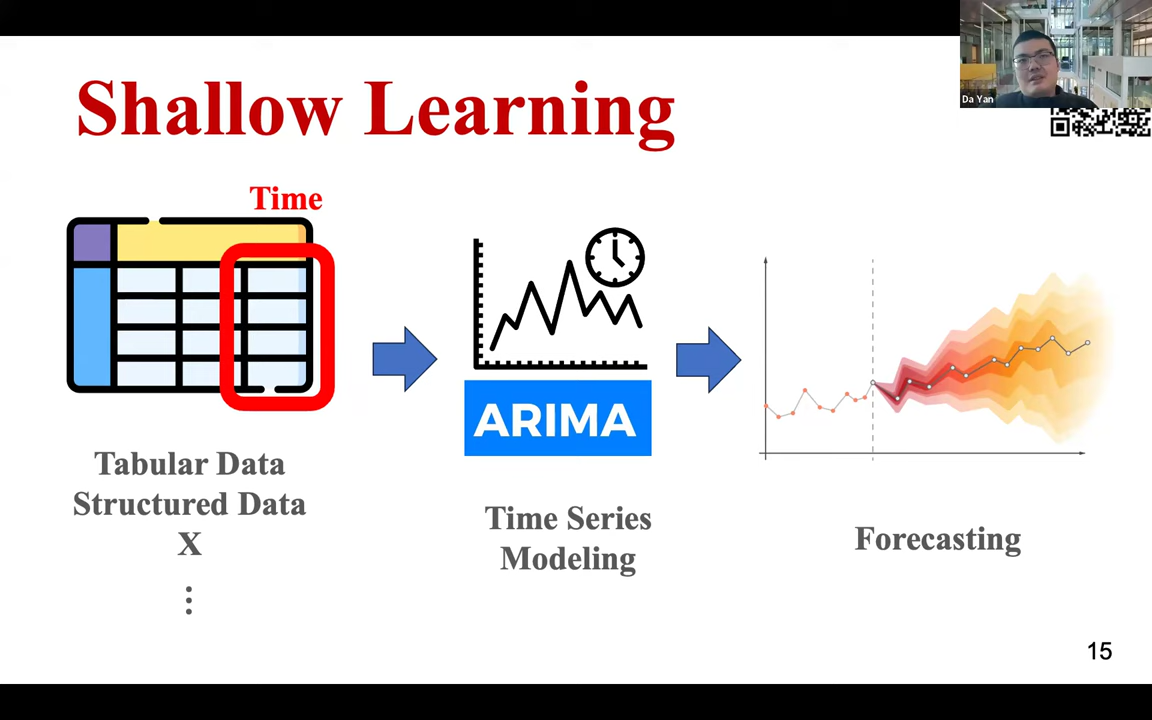 Shallow Learning
Da Yan
Time
ARIMA
Tabular Data
Structured Data
X
⋮
Time Series
Modeling
Forecasting
15